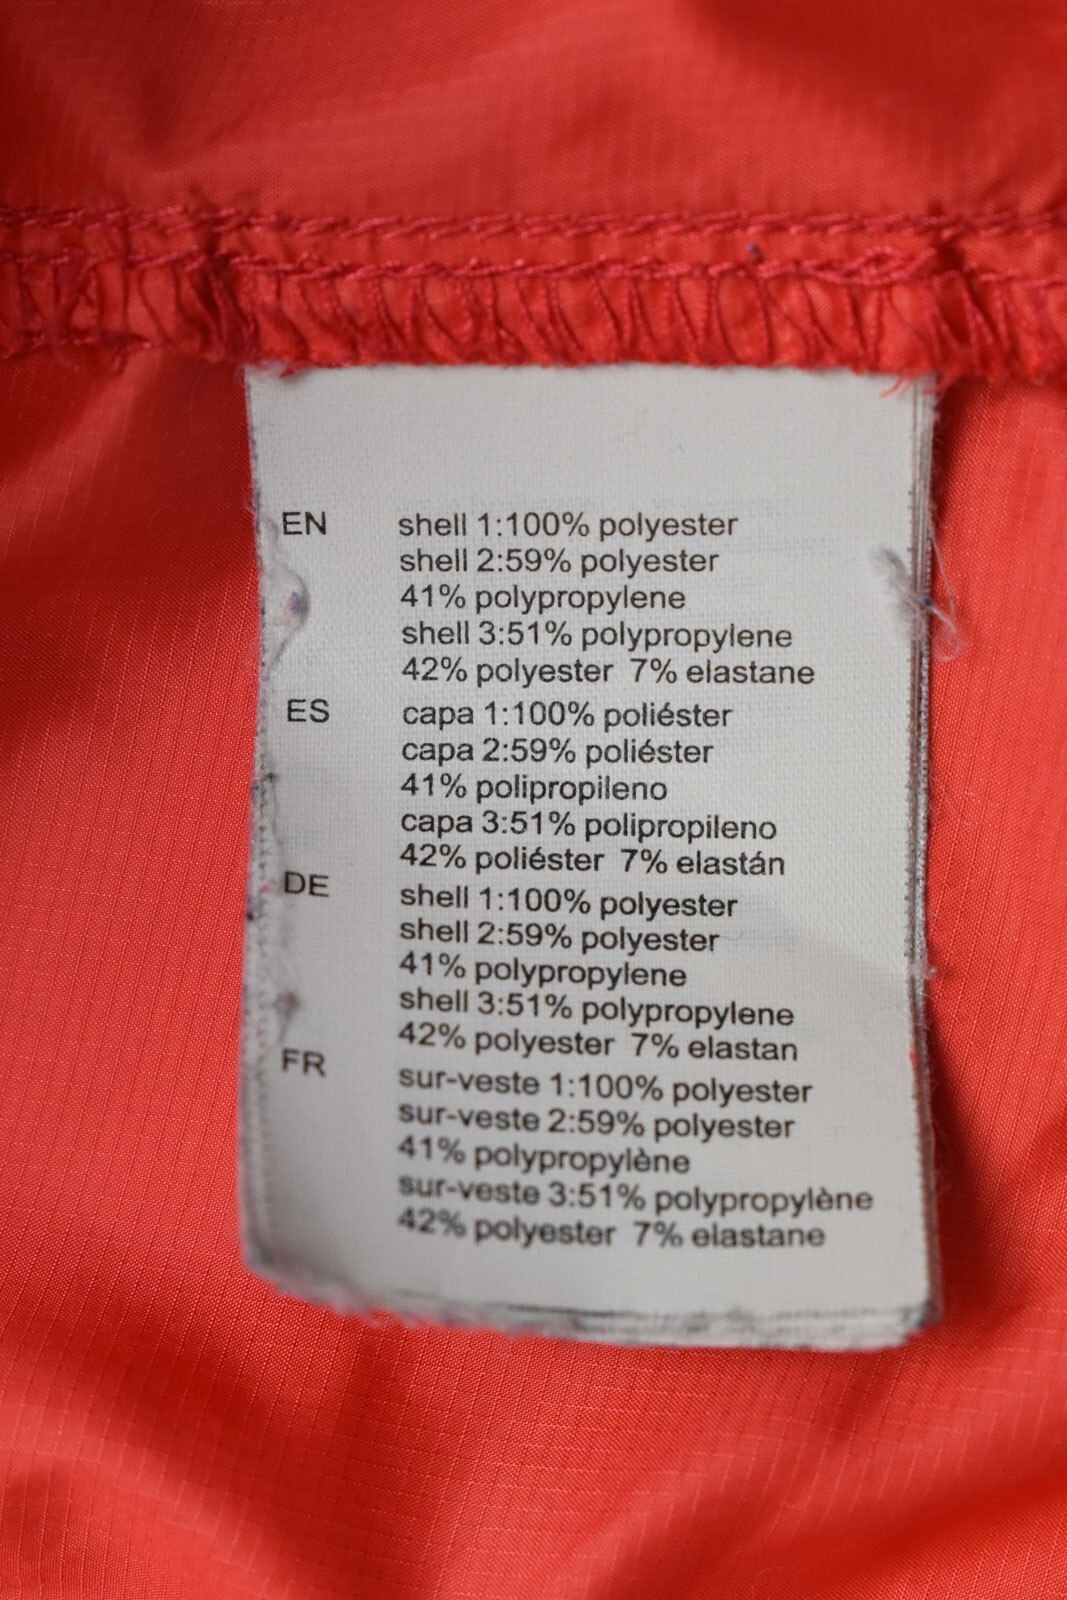 EN shell 1:100% polyester
shell 2:59% polyester
41% polypropylene
shell 3:51% polypropylene
42% polyester 7% elastane
ES capa 1:100% poliéster
capa 2:59% poliéster
41% polipropileno
capa 3:51% polipropileno
42% poliéster 7% elastán
DE shell 1:100% polyester
shell 2:59% polyester
41% polypropylene
shell 3:51% polypropylene
42% polyester 7% elastan
FR sur-veste 1:100% polyester
sur-veste 2:59% polyester
41% polypropylène
sur-veste 3:51% polypropylène
42% polyester 7% elastane